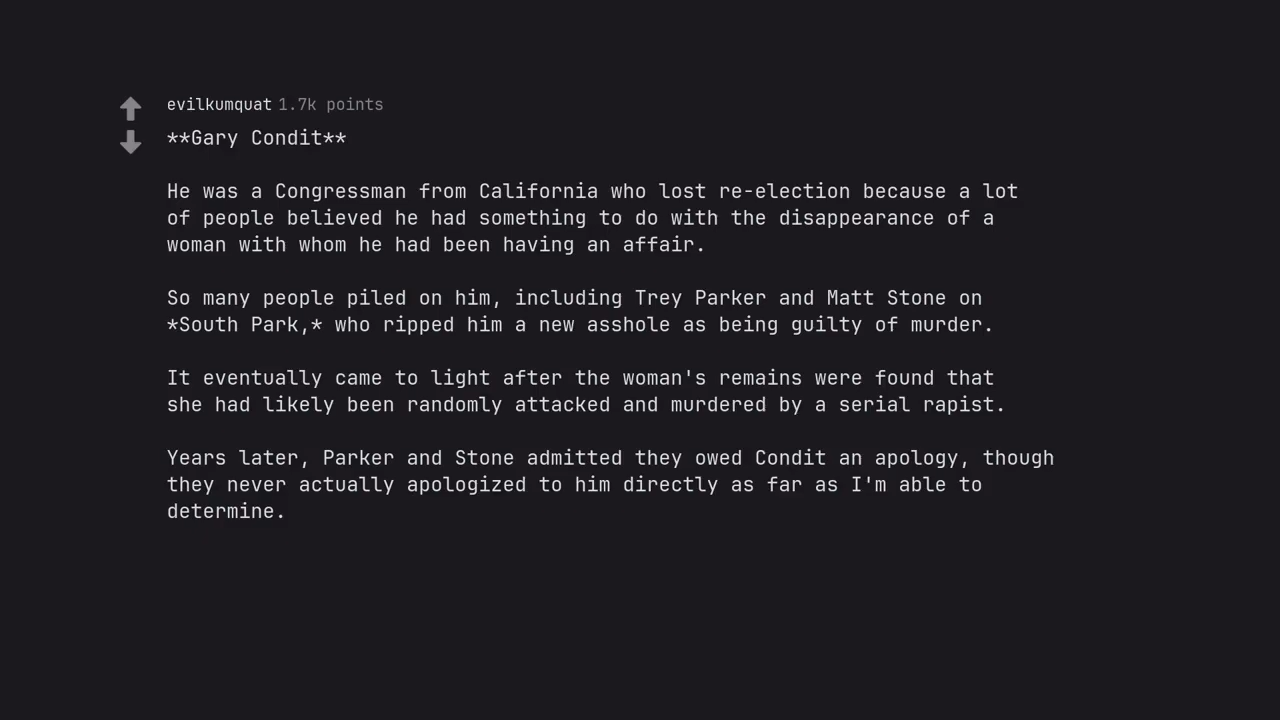 evilkumquat 1.7k points
**Gary Condit**
He was a Congressman from California who lost re-election because a lot
of people believed he had something to do with the disappearance of a
woman with whom he had been having an affair.
So many people piled on him, including Trey Parker and Matt Stone on
*South Park,* who ripped him a new asshole as being guilty of murder.
It eventually came to light after the woman's remains were found that
she had likely been randomly attacked and murdered by a serial rapist.
Years later, Parker and Stone admitted they owed Condit an apology, though
they never actually apologized to him directly as far as I'm able to
determine.